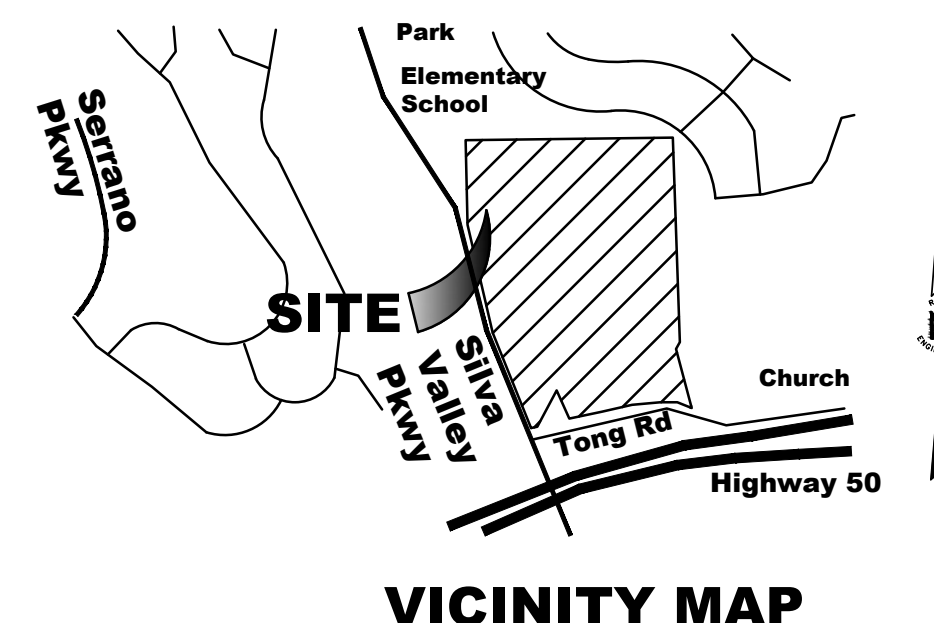 Park
Elementary
School
Serrano
Pkwy
SITE
Silva
Valley
Pkwy
Church
Tong Rd
Highway 50
VICINITY MAP